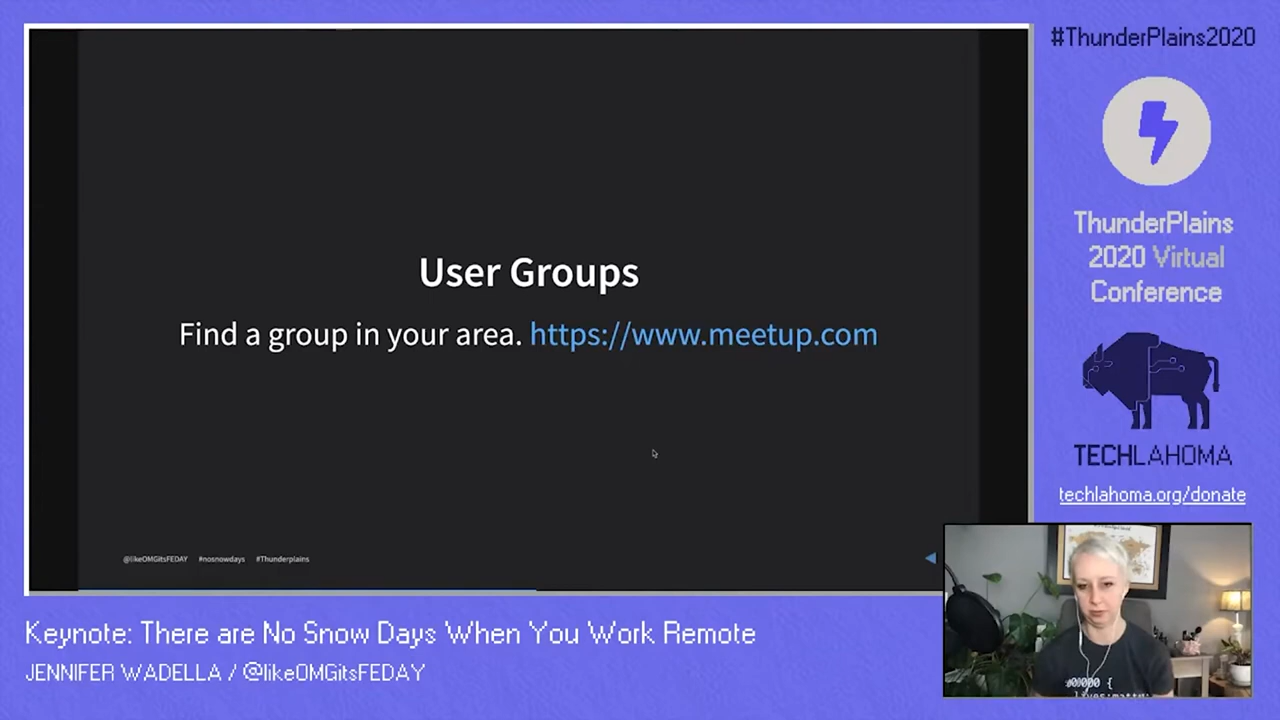 User Groups
Find a group in your area. https://www.meetup.com
@likeOMGitsFEDAY #nosnowdays #Thunderplains
#ThunderPlains2020
ThunderPlains
2020 Virtual
Conference
TECHLAHOMA
techlahoma.org/donate
#000000 {
Keynote: There are No Snow Days When You Work Remote
JENNIFER WADELLA / @likeOMGitsFEDAY